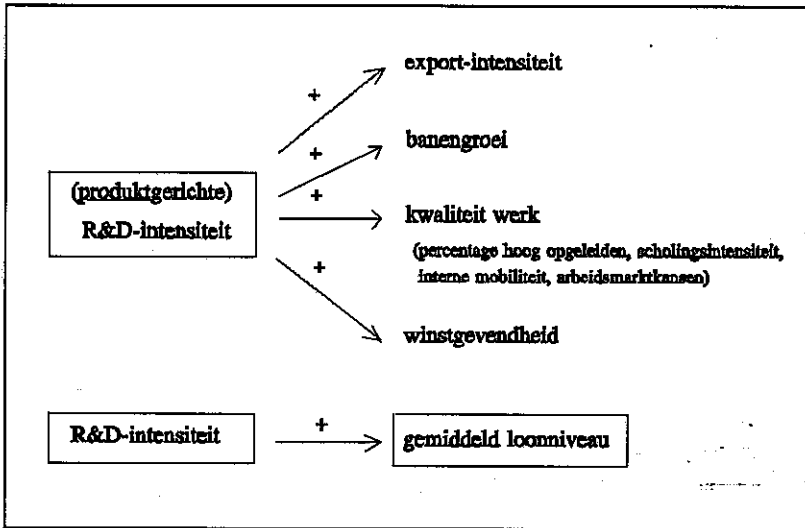 export-intensiteit
+
banengroei
+
(produktgerichte)
R&D-intensiteit
+
kwaliteit werk
(percentage hoog opgeleiden, scholingsintensiteit,
interne mobiliteit, arbeidsmarktkansen)
+
winstgevendheid
R&D-intensiteit
+
gemiddeld loonniveau